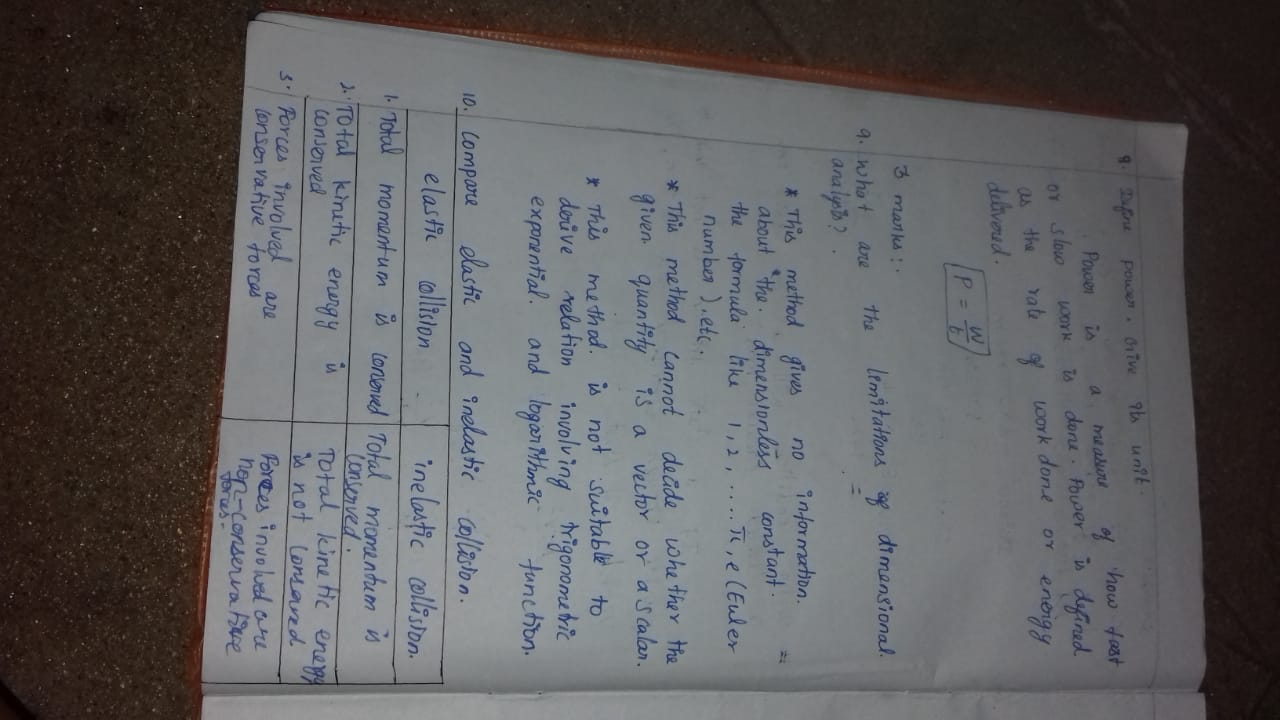 8. Define power. Give its unit.
Power is a measure of how fast
or slow work is done. Power is defined
as the rate of work done or energy
delivered.
P = W/t
3 marks:.
9. What are the limitations of dimensional
analysis?.
* This method gives no information.
about the. dimensionless constant.
the formula like 1, 2, ..... π, e (Euler
number).etc.
* This method cannot decide whether the
given quantity is a vector or a scalar.
* This method. is not suitable to
derive relation involving trigonometric
exponential. and logarithmic function.
10. Compare elastic and inelastic collision.
elastic collision inelastic collision.
1. Total momentum is conserved Total momentum is
conserved.
2. Total kinetic energy is Total kinetic energy
conserved is not conserved
3. Forces involved are Forces involved are
conservative forces non-conservative
forces.